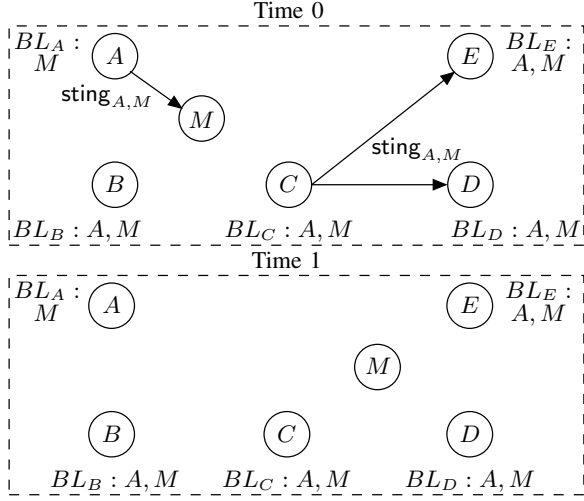 Time 0
BL_A : M
A
E
BL_E : A, M
sting_{A,M}
M
sting_{A,M}
B
C
D
BL_B : A, M
BL_C : A, M
BL_D : A, M
Time 1
BL_A : M
A
E
BL_E : A, M
M
B
C
D
BL_B : A, M
BL_C : A, M
BL_D : A, M